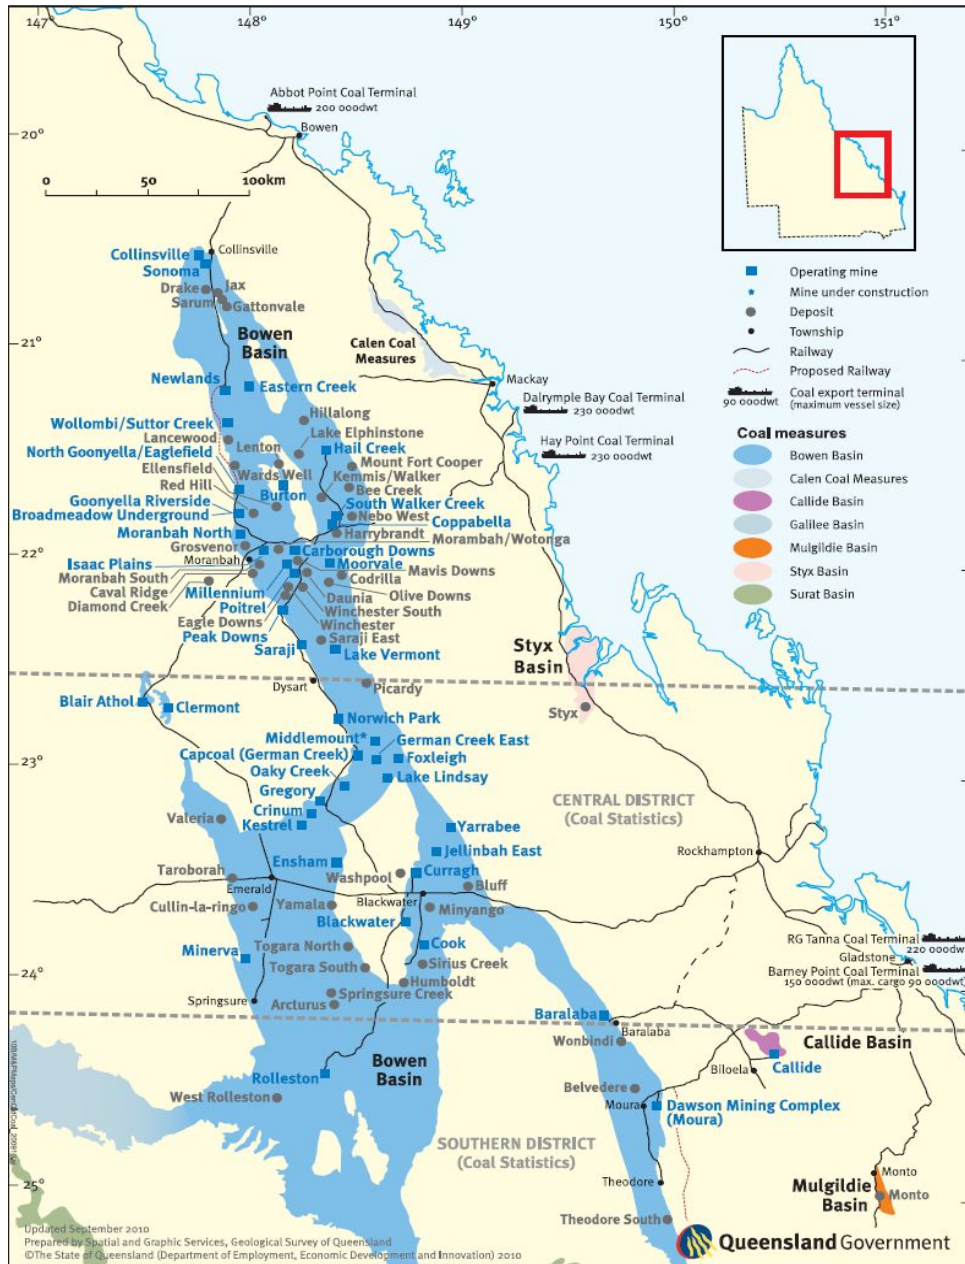 147°
148°
149°
150°
151°
Abbot Point Coal Terminal
200 000dwt
20°
Bowen
0 50 100km
Collinsville
Collinsville
Sonoma
Drake
Jax
Sarum
Gattonvale
Operating mine
Mine under construction
Deposit
Township
Railway
Proposed Railway
90 000dwt
Coal export terminal
(maximum vessel size)
Coal measures
Bowen Basin
Calen Coal Measures
Callide Basin
Galilee Basin
Mulgildie Basin
Styx Basin
Surat Basin
21°
Bowen
Basin
Calen Coal
Measures
Mackay
Dalrymple Bay Coal Terminal
230 000dwt
Hay Point Coal Terminal
230 000dwt
Newlands
Eastern Creek
Hillalong
Wollombi/Suttor Creek
Lancewood
Lake Elphinstone
Lenton
Hail Creek
North Goonyella/Eaglefield
Mount Fort Cooper
Ellensfield
Wards Well
Kemmis/Walker
Red Hill
Burton
Bee Creek
Goonyella Riverside
South Walker Creek
Broadmeadow Underground
Nebo West
Coppabella
Moranbah North
Harrybrandt
Morambah/Wotonga
22°
Grosvenor
Carborough Downs
Moranbah
Isaac Plains
Moorvale
Mavis Downs
Moranbah South
Codrilla
Caval Ridge
Millennium
Daunia
Olive Downs
Diamond Creek
Poitrel
Winchester South
Eagle Downs
Winchester
Peak Downs
Saraji East
Saraji
Lake Vermont
Styx
Basin
Dysart
Picardy
Blair Athol
Clermont
Styx
Norwich Park
Middlemount*
German Creek East
Capcoal (German Creek)
Foxleigh
23°
Oaky Creek
Lake Lindsay
Gregory
CENTRAL DISTRICT
(Coal Statistics)
Crinum
Valeria
Kestrel
Yarrabee
Jellinbah East
Rockhampton
Ensham
Washpool
Curragh
Taroborah
Emerald
Bluff
Blackwater
Cullin-la-ringo
Yamala
Minyango
Blackwater
Minerva
Togara North
Cook
RG Tanna Coal Terminal
220 000dwt
Gladstone
Togara South
Sirius Creek
Barney Point Coal Terminal
150 000dwt (max. cargo 90 000dwt)
24°
Humboldt
Springsure
Springsure Creek
Arcturus
Baralaba
Baralaba
Wonbindi
Callide Basin
Callide
Biloela
Bowen
Basin
Rolleston
West Rolleston
Belvedere
Moura
Dawson Mining Complex
(Moura)
SOUTHERN DISTRICT
(Coal Statistics)
Theodore
Monto
Mulgildie
Basin
Monto
25°
Theodore South
Updated September 2010
Prepared by Spatial and Graphic Services, Geological Survey of Queensland
©The State of Queensland (Department of Employment, Economic Development and Innovation) 2010
Queensland Government